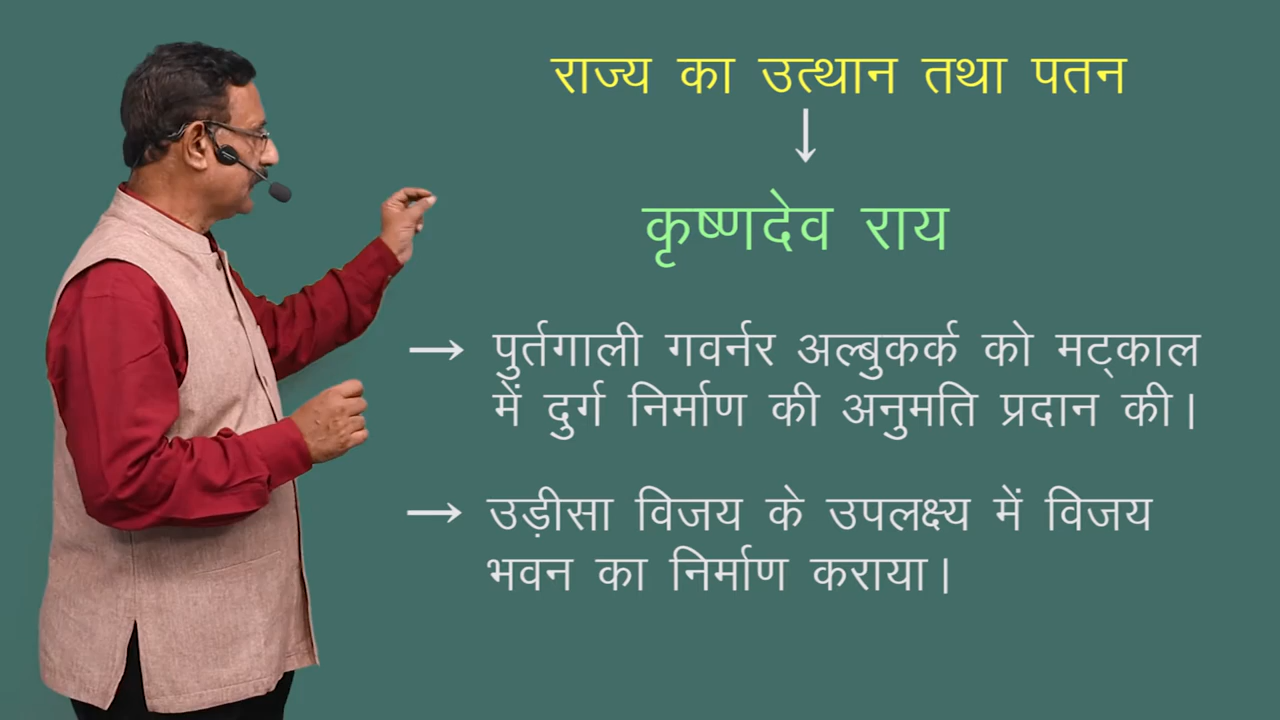 राज्य का उत्थान तथा पतन
↓
कृष्णदेव राय
→ पुर्तगाली गवर्नर अल्बुकर्क को मट्काल
में दुर्ग निर्माण की अनुमति प्रदान की।
→ उड़ीसा विजय के उपलक्ष्य में विजय
भवन का निर्माण कराया।